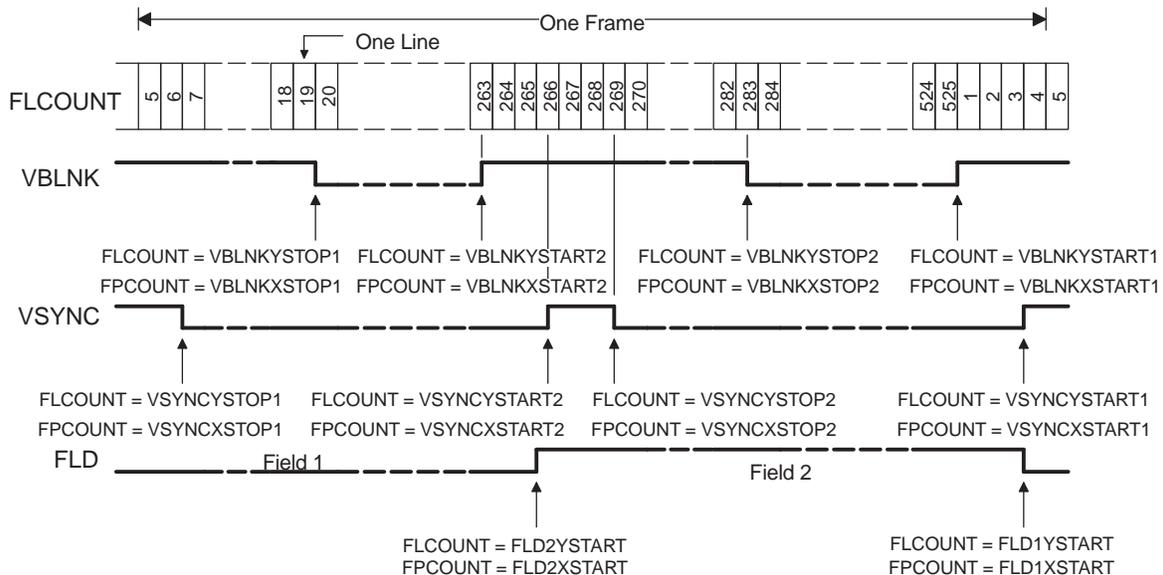 One Frame
One Line
FLCOUNT 5 6 7 18 19 20 263 264 265 266 267 268 269 270 282 283 284 524 525 1 2 3 4 5
VBLNK
FLCOUNT = VBLNKYSTOP1 FLCOUNT = VBLNKYSTART2 FLCOUNT = VBLNKYSTOP2 FLCOUNT = VBLNKYSTART1
FPCOUNT = VBLNKXSTOP1 FPCOUNT = VBLNKXSTART2 FPCOUNT = VBLNKXSTOP2 FPCOUNT = VBLNKXSTART1
VSYNC
FLCOUNT = VSYNCYSTOP1 FLCOUNT = VSYNCYSTART2 FLCOUNT = VSYNCYSTOP2 FLCOUNT = VSYNCYSTART1
FPCOUNT = VSYNCXSTOP1 FPCOUNT = VSYNCXSTART2 FPCOUNT = VSYNCXSTOP2 FPCOUNT = VSYNCXSTART1
FLD Field 1 Field 2
FLCOUNT = FLD2YSTART FLCOUNT = FLD1YSTART
FPCOUNT = FLD2XSTART FPCOUNT = FLD1XSTART